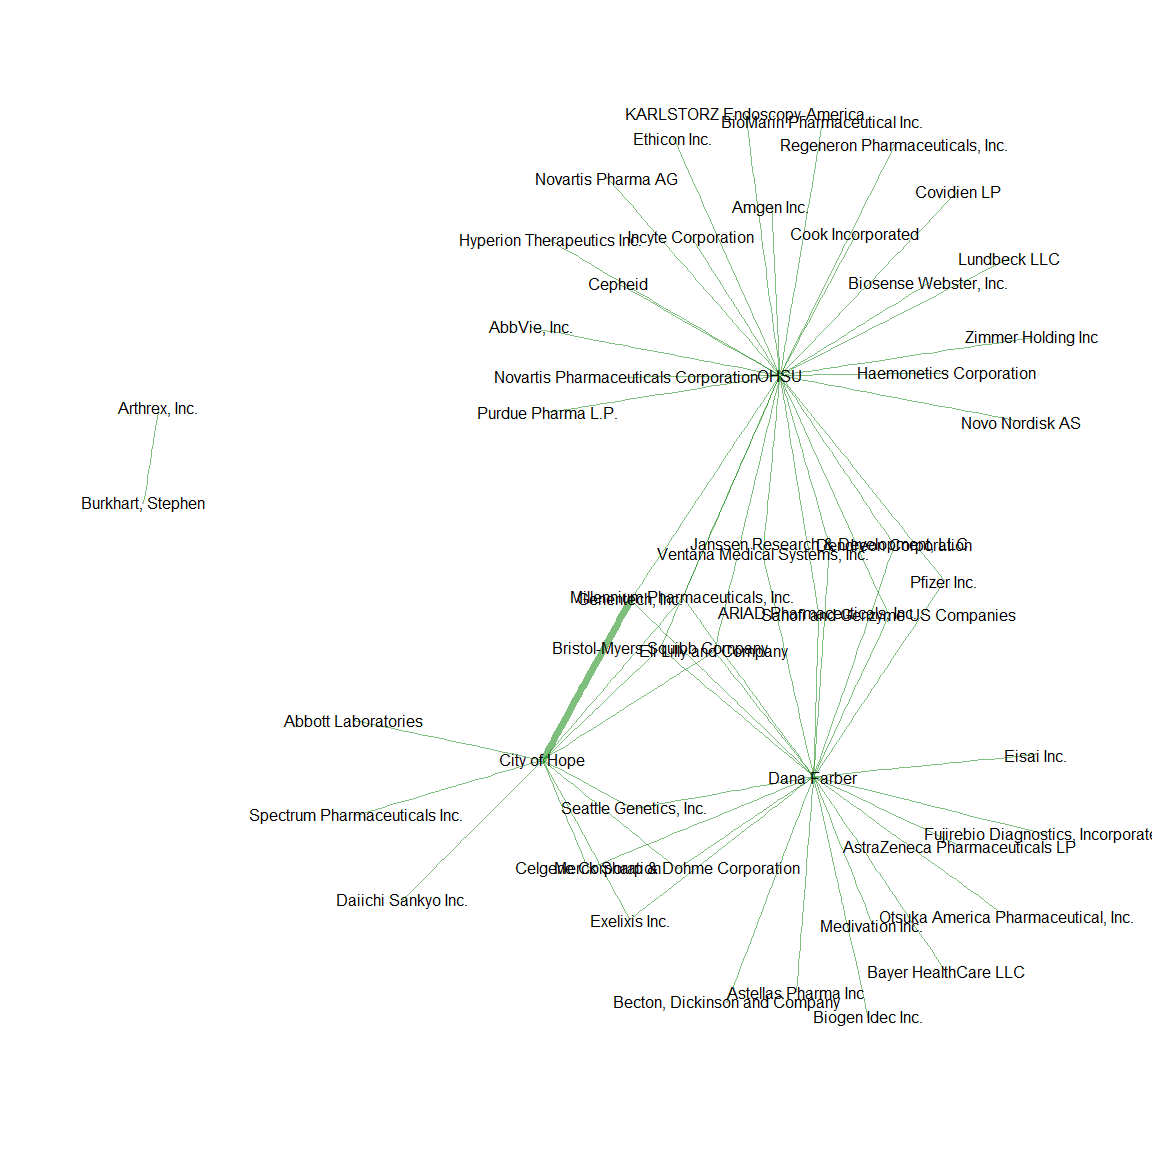 KARLSTORZ Endoscopy-America
BioMarin Pharmaceutical Inc.
Ethicon Inc.
Regeneron Pharmaceuticals, Inc.
Novartis Pharma AG
Covidien LP
Amgen Inc.
Hyperion Therapeutics Inc.
Incyte Corporation
Cook Incorporated
Lundbeck LLC
Cepheid
Biosense Webster, Inc.
AbbVie, Inc.
Zimmer Holding Inc
Novartis Pharmaceuticals Corporation
OHSU
Haemonetics Corporation
Arthrex, Inc.
Purdue Pharma L.P.
Novo Nordisk AS
Burkhart, Stephen
Janssen Research & Development, LLC
Dendreon Corporation
Ventana Medical Systems, Inc.
Pfizer Inc.
Millennium Pharmaceuticals, Inc.
Genentech, Inc.
ARIAD Pharmaceuticals, Inc.
Sanofi and Genzyme US Companies
Bristol-Myers Squibb Company
Eli Lilly and Company
Abbott Laboratories
City of Hope
Eisai Inc.
Dana Farber
Seattle Genetics, Inc.
Spectrum Pharmaceuticals Inc.
Fujirebio Diagnostics, Incorporate
AstraZeneca Pharmaceuticals LP
Celgene Corporation
Merck Sharp & Dohme Corporation
Daiichi Sankyo Inc.
Exelixis Inc.
Otsuka America Pharmaceutical, Inc.
Medivation Inc.
Bayer HealthCare LLC
Astellas Pharma Inc
Becton, Dickinson and Company
Biogen Idec Inc.